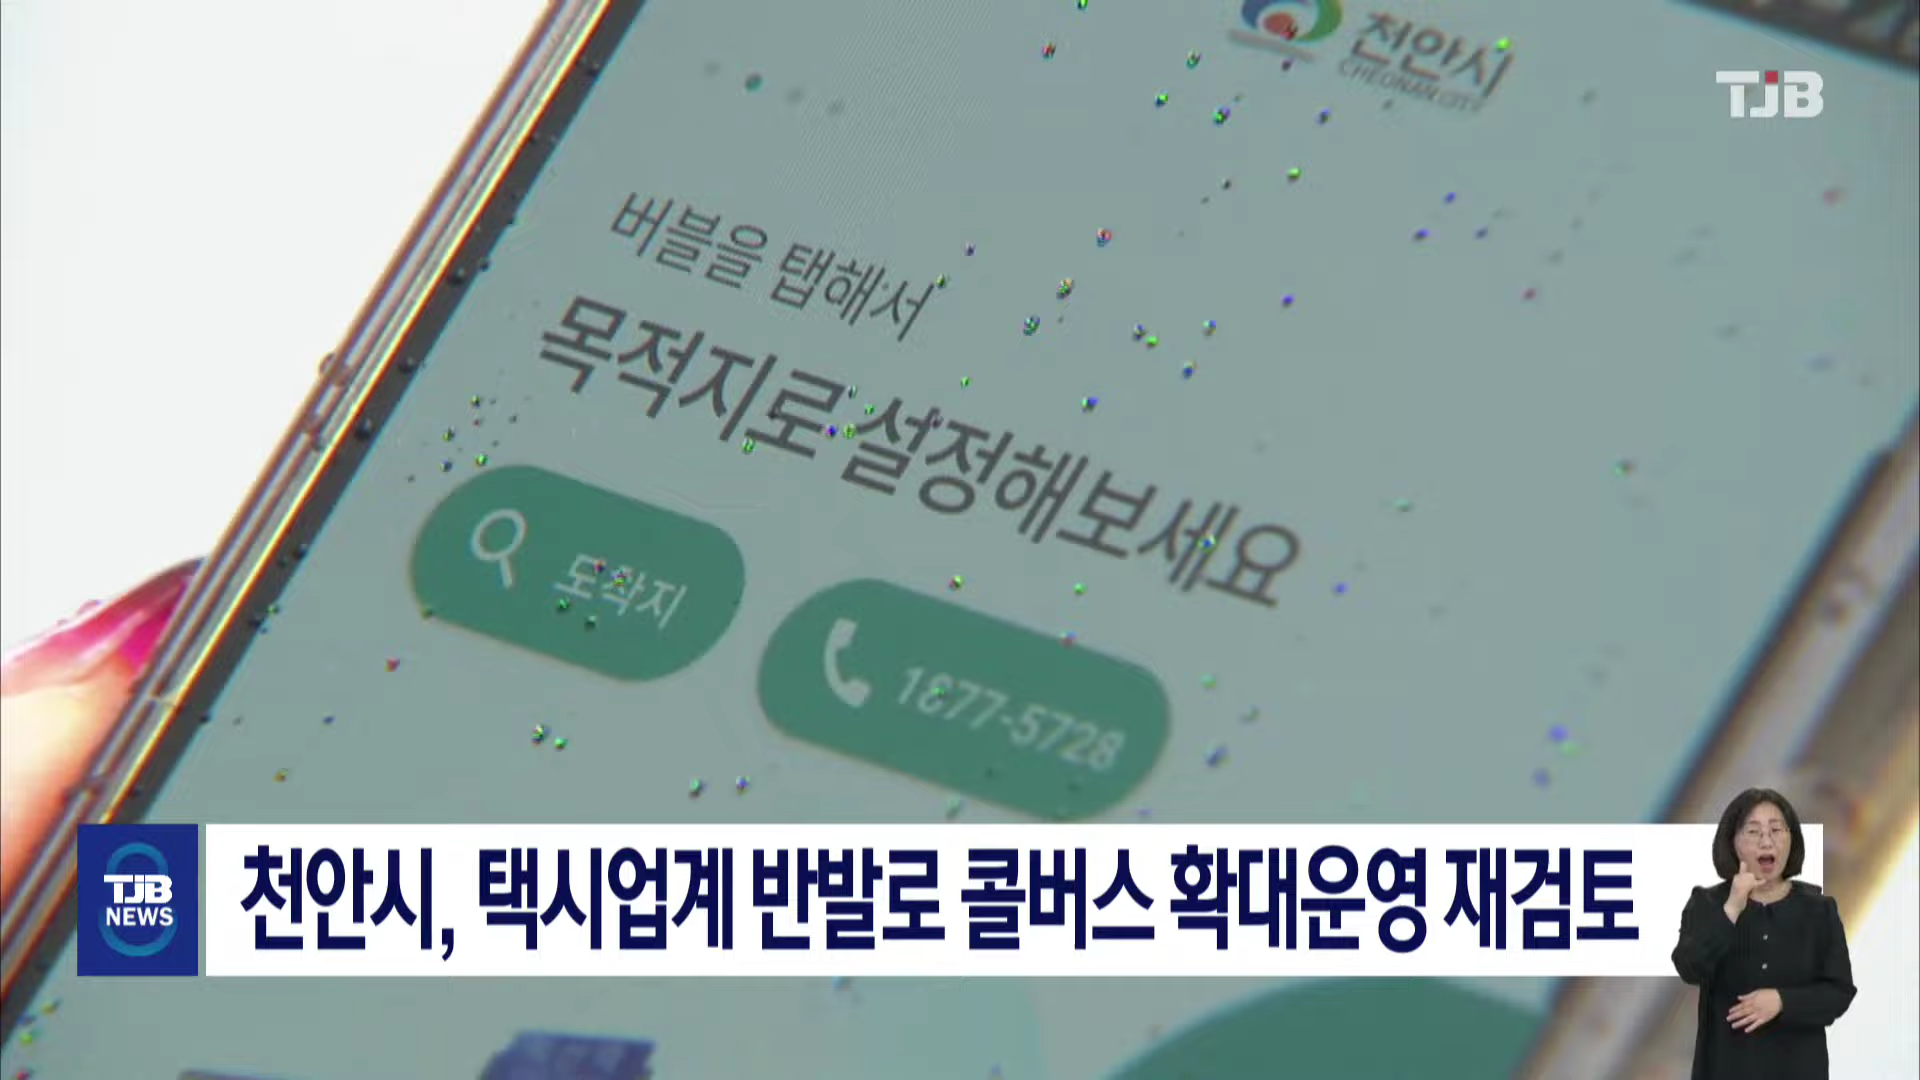 천안시
CHEONAN CITY
TJB
버블을 탭해서
목적지로 설정해보세요
도착지
1877-5728
TJB
NEWS
천안시, 택시업계 반발로 콜버스 확대운영 재검토